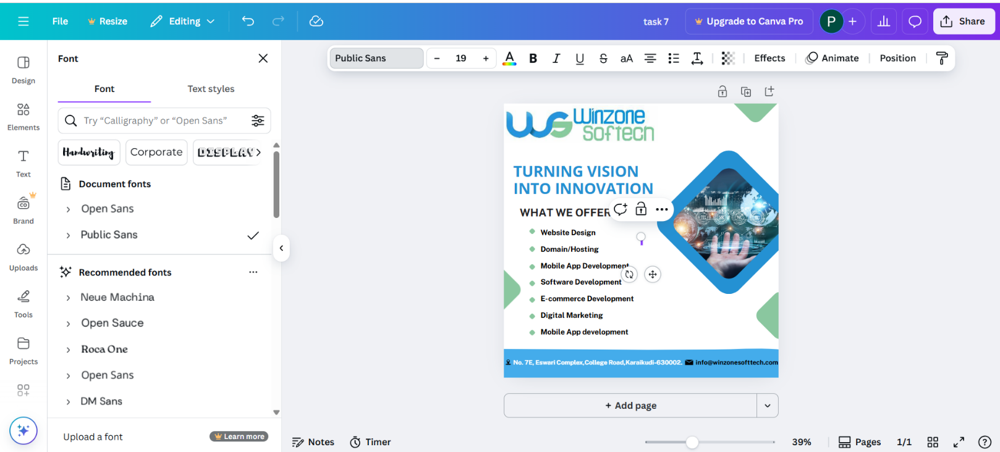 File
Resize
Editing
task 7
Upgrade to Canva Pro
P
Share
Design
Elements
Text
Brand
Uploads
Tools
Projects
Font
Font
Text styles
Try “Calligraphy” or “Open Sans”
Handwriting
Corporate
DISPLAY
Document fonts
Open Sans
Public Sans
Recommended fonts
Neue Machina
Open Sauce
Roca One
Open Sans
DM Sans
Upload a font
Learn more
Public Sans
– 19 +
A B I U S aA T
Effects
Animate
Position
WS Winzone
Softech
TURNING VISION
INTO INNOVATION
WHAT WE OFFER
Website Design
Domain/Hosting
Mobile App Development
Software Development
E-commerce Development
Digital Marketing
Mobile App development
No. 7E, Eswari Complex,College Road,Karaikudi-630002. info@winzonesofttech.com
+ Add page
Notes
Timer
39%
Pages
1/1